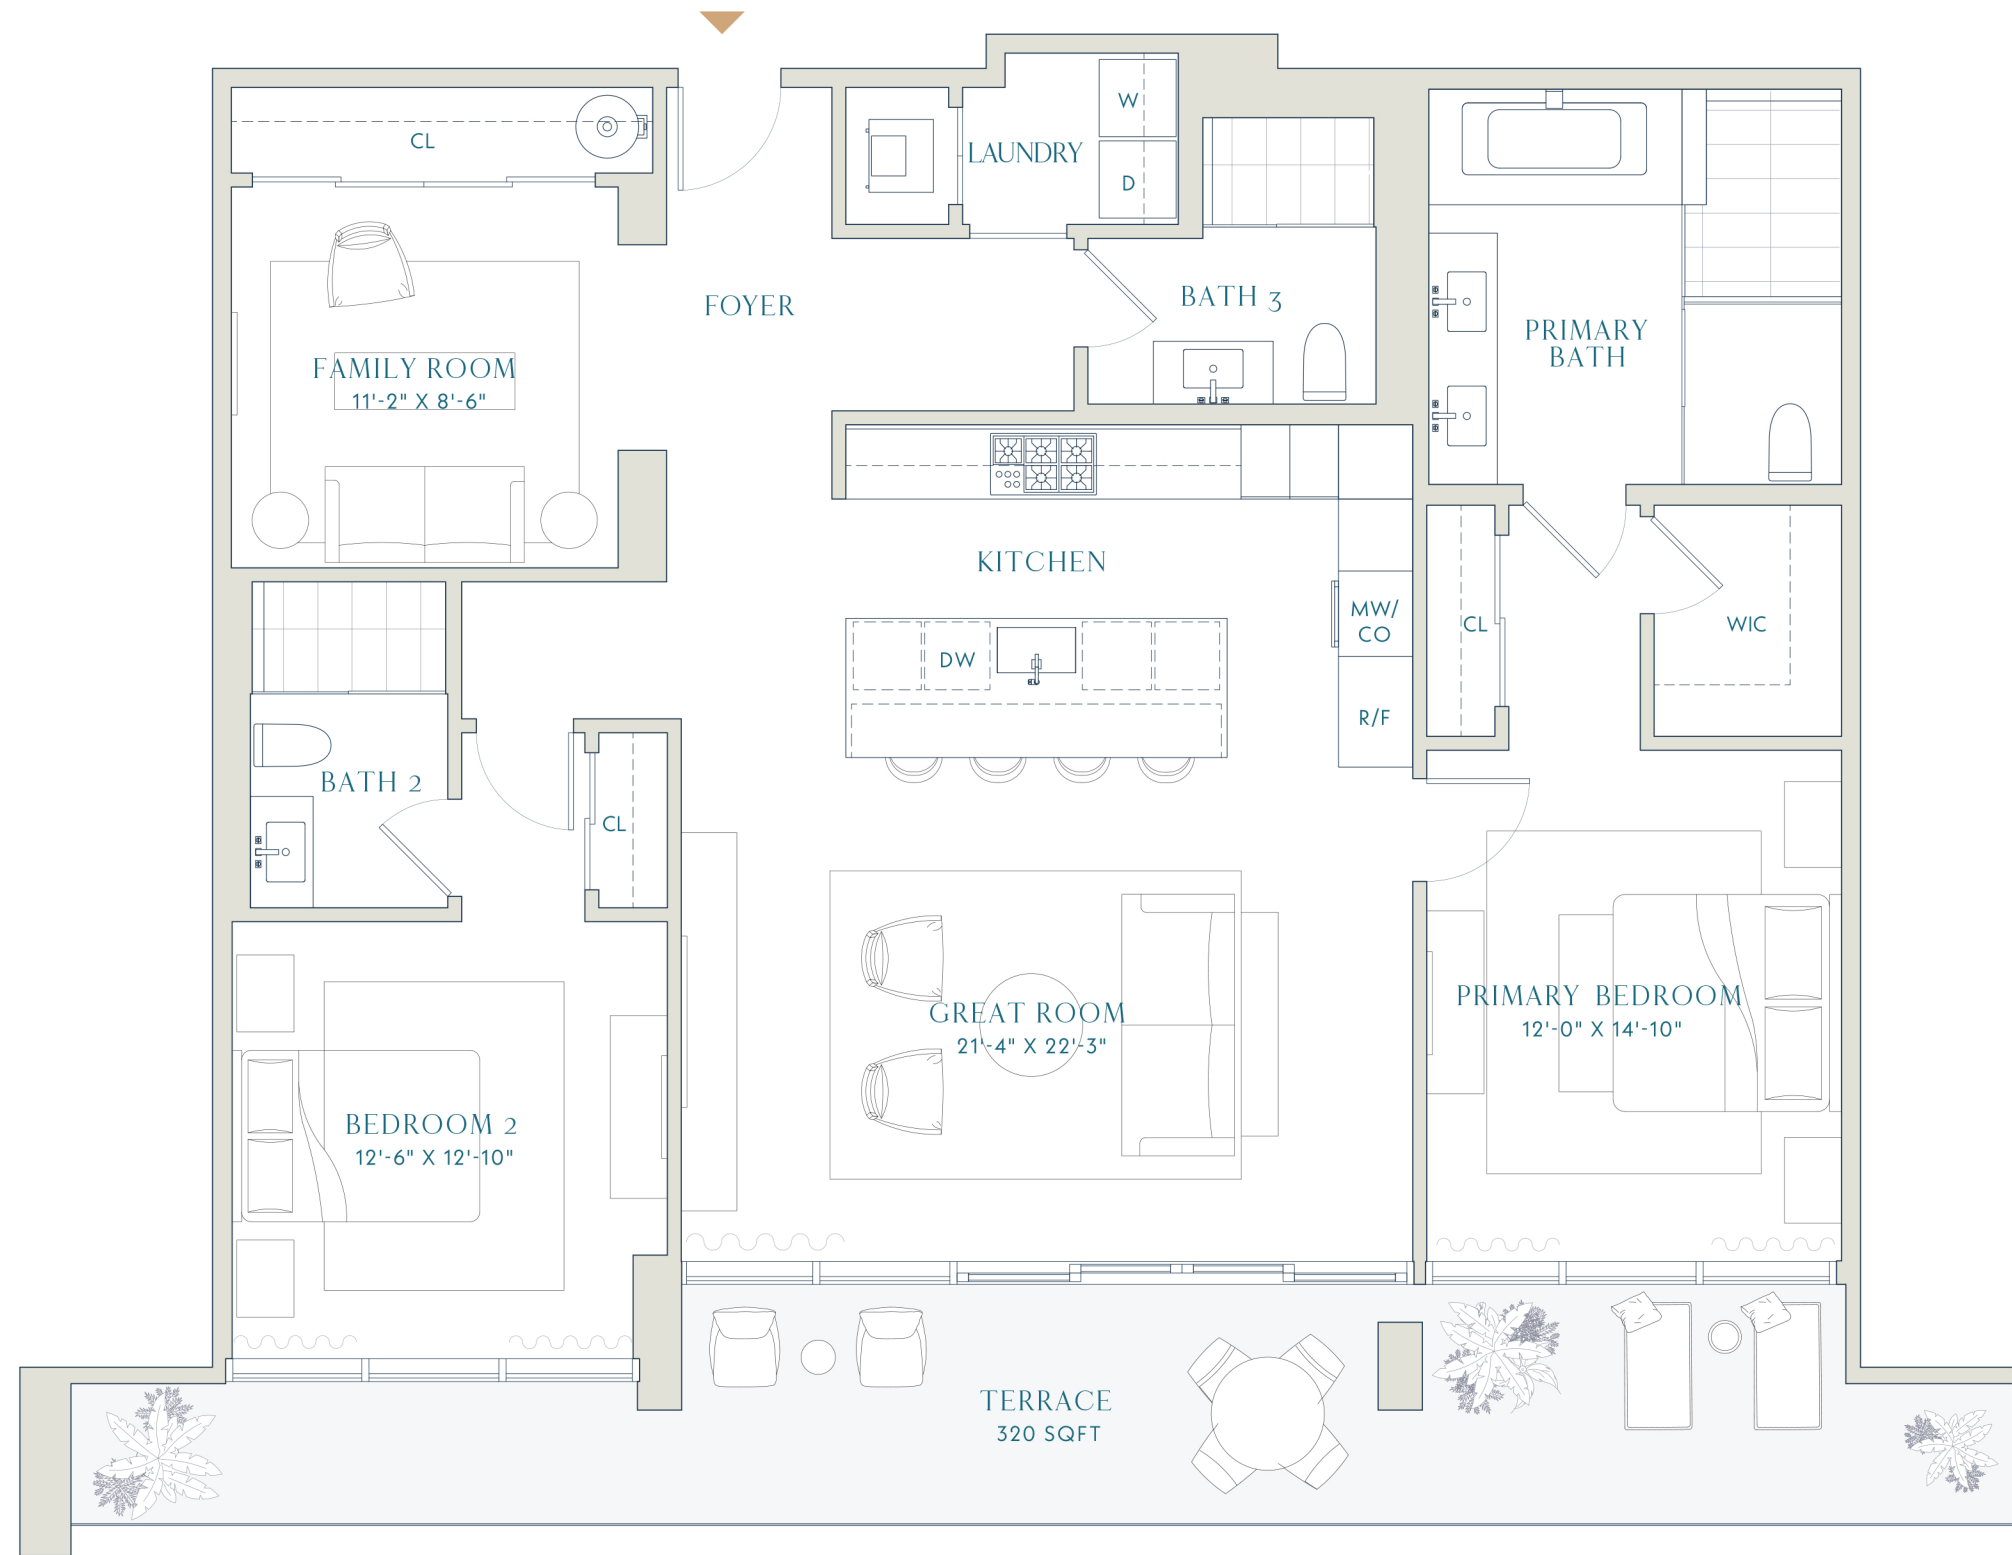 W
CL
LAUNDRY
D
BATH 3
FOYER
PRIMARY
BATH
FAMILY ROOM
11'-2" X 8'-6"
KITCHEN
MW/
CO
CL
WIC
DW
R/F
BATH 2
CL
PRIMARY BEDROOM
12'-0" X 14'-10"
GREAT ROOM
21'-4" X 22'-3"
BEDROOM 2
12'-6" X 12'-10"
TERRACE
320 SQFT